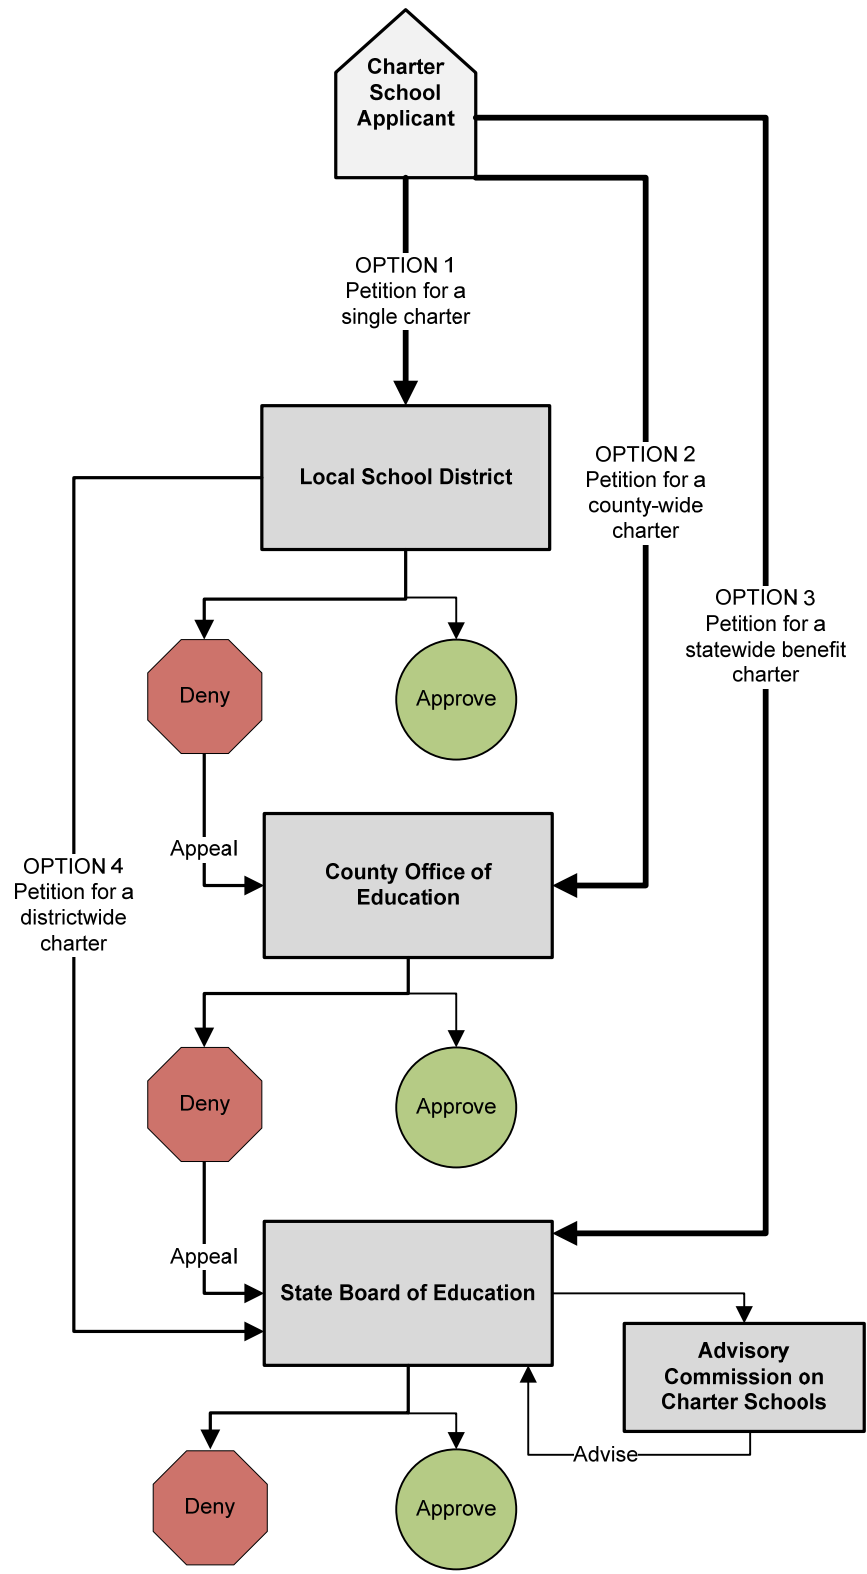 Charter
School
Applicant
OPTION 1
Petition for a
single charter
OPTION 2
Petition for a
county-wide
charter
Local School District
OPTION 3
Petition for a
statewide benefit
charter
Deny
Approve
Appeal
OPTION 4
Petition for a
districtwide
charter
County Office of
Education
Deny
Approve
Appeal
State Board of Education
Advisory
Commission on
Charter Schools
Advise
Deny
Approve